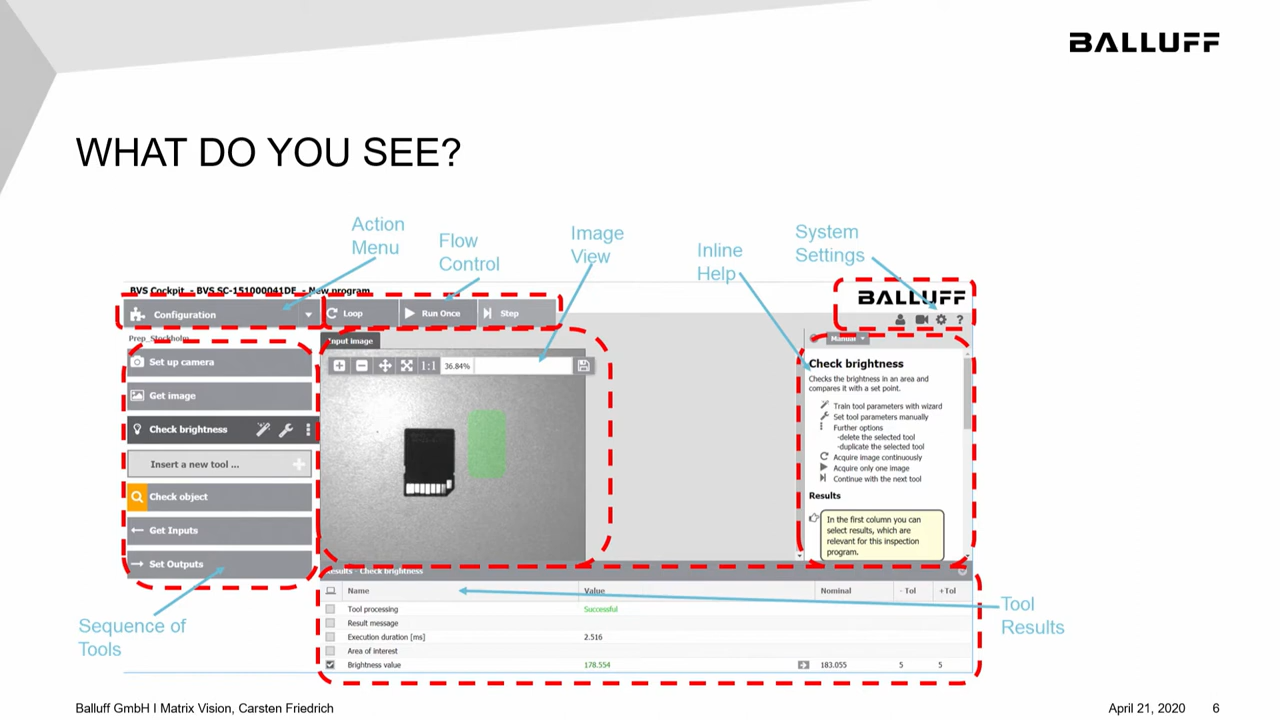 BALLUFF
WHAT DO YOU SEE?
Action
Menu
Flow
Control
Image
View
Inline
Help
System
Settings
BVS Cockpit - BVS SC-151000041DE - New program
BALLUFF
Configuration
Loop
Run Once
Step
Prep_Stockholm
Input image
Manual
Set up camera
Get image
Check brightness
Insert a new tool ...
Check object
Get Inputs
Set Outputs
1:1
36.84%
Check brightness
Checks the brightness in an area and
compares it with a set point.
Train tool parameters with wizard
Set tool parameters manually
Further options
-delete the selected tool
-duplicate the selected tool
Acquire image continuously
Acquire only one image
Continue with the next tool
Results
In the first column you can
select results, which are
relevant for this inspection
program.
Results - Check brightness
Name Value Nominal - Tol +Tol
Tool processing Successful
Result message
Execution duration [ms] 2.516
Area of interest
Brightness value 178.554 183.055 5 5
Sequence of
Tools
Tool
Results
Balluff GmbH I Matrix Vision, Carsten Friedrich
April 21, 2020 6